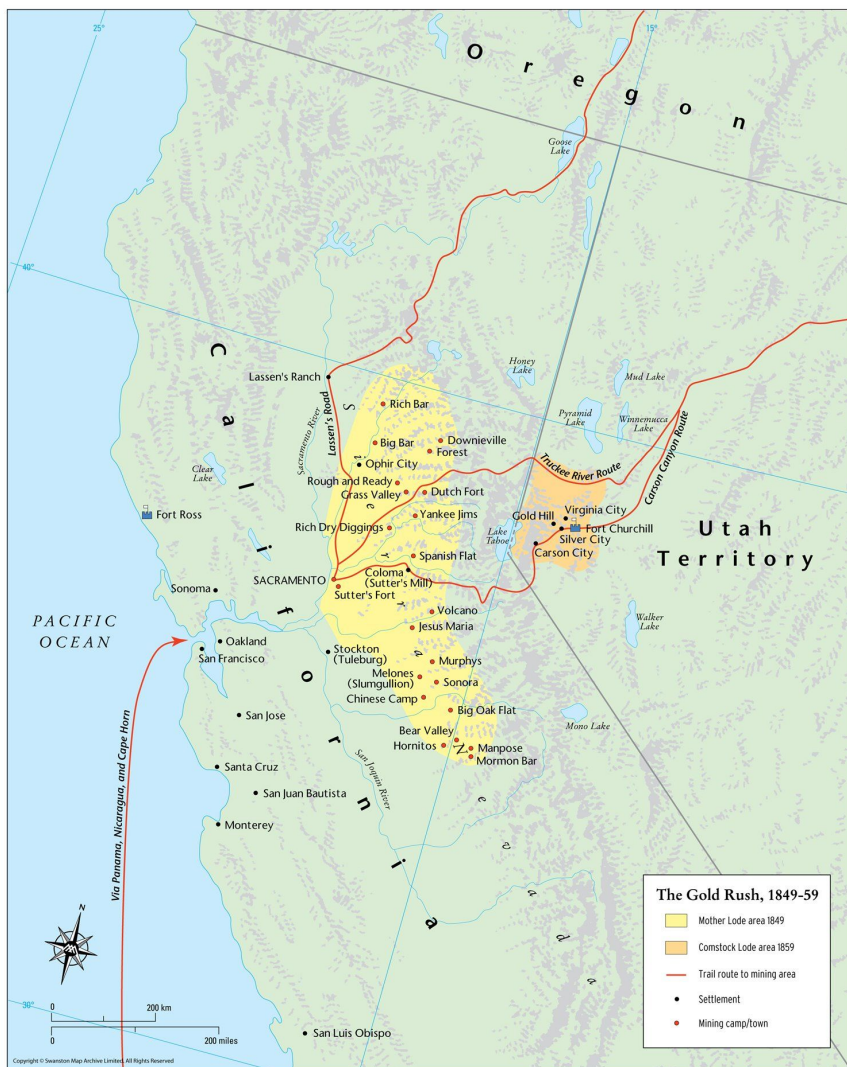 25°
15°
Oregon
Goose
Lake
40°
California
Honey
Lake
Mud Lake
Lassen's Ranch
Pyramid
Lake
Winnemucca
Lake
Sierra Nevada
Rich Bar
Sacramento River
Lassen's Road
Big Bar
Downieville
Forest
Carson Canyon Route
Truckee River Route
Clear
Lake
Ophir City
Rough and Ready
Grass Valley
Dutch Fort
Fort Ross
Yankee Jims
Virginia City
Gold Hill
Fort Churchill
Silver City
Carson City
Rich Dry Diggings
Lake
Tahoe
Utah
Territory
Spanish Flat
Coloma
(Sutter's Mill)
SACRAMENTO
Sutter's Fort
Sonoma
Volcano
Jesus Maria
Walker
Lake
PACIFIC
OCEAN
Oakland
San Francisco
Stockton
(Tuleburg)
Murphys
Melones
(Slumgullion)
Sonora
Chinese Camp
Big Oak Flat
Mono Lake
San Jose
Bear Valley
Hornitos
Manpose
Mormon Bar
San Joquin River
Santa Cruz
San Juan Bautista
Monterey
Via Panama, Nicaragua, and Cape Horn
The Gold Rush, 1849-59
Mother Lode area 1849
Comstock Lode area 1859
Trail route to mining area
Settlement
Mining camp/town
N
30°
0
200 km
0
200 miles
San Luis Obispo
Copyright © Swanston Map Archive Limited, All Rights Reserved